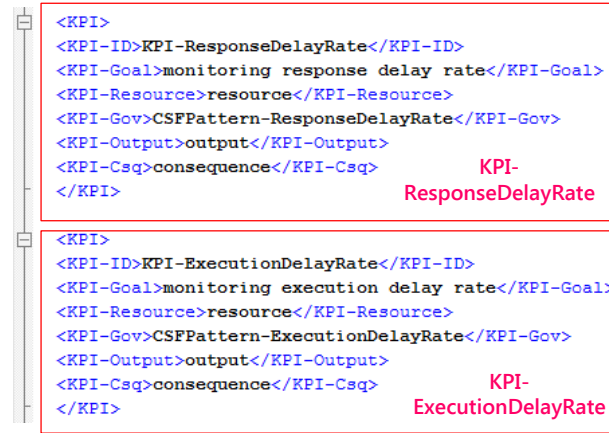 <KPI>
<KPI-ID>KPI-ResponseDelayRate</KPI-ID>
<KPI-Goal>monitoring response delay rate</KPI-Goal>
<KPI-Resource>resource</KPI-Resource>
<KPI-Gov>CSFPattern-ResponseDelayRate</KPI-Gov>
<KPI-Output>output</KPI-Output>
<KPI-Csq>consequence</KPI-Csq>
</KPI>
KPI-
ResponseDelayRate
<KPI>
<KPI-ID>KPI-ExecutionDelayRate</KPI-ID>
<KPI-Goal>monitoring execution delay rate</KPI-Goal>
<KPI-Resource>resource</KPI-Resource>
<KPI-Gov>CSFPattern-ExecutionDelayRate</KPI-Gov>
<KPI-Output>output</KPI-Output>
<KPI-Csq>consequence</KPI-Csq>
</KPI>
KPI-
ExecutionDelayRate